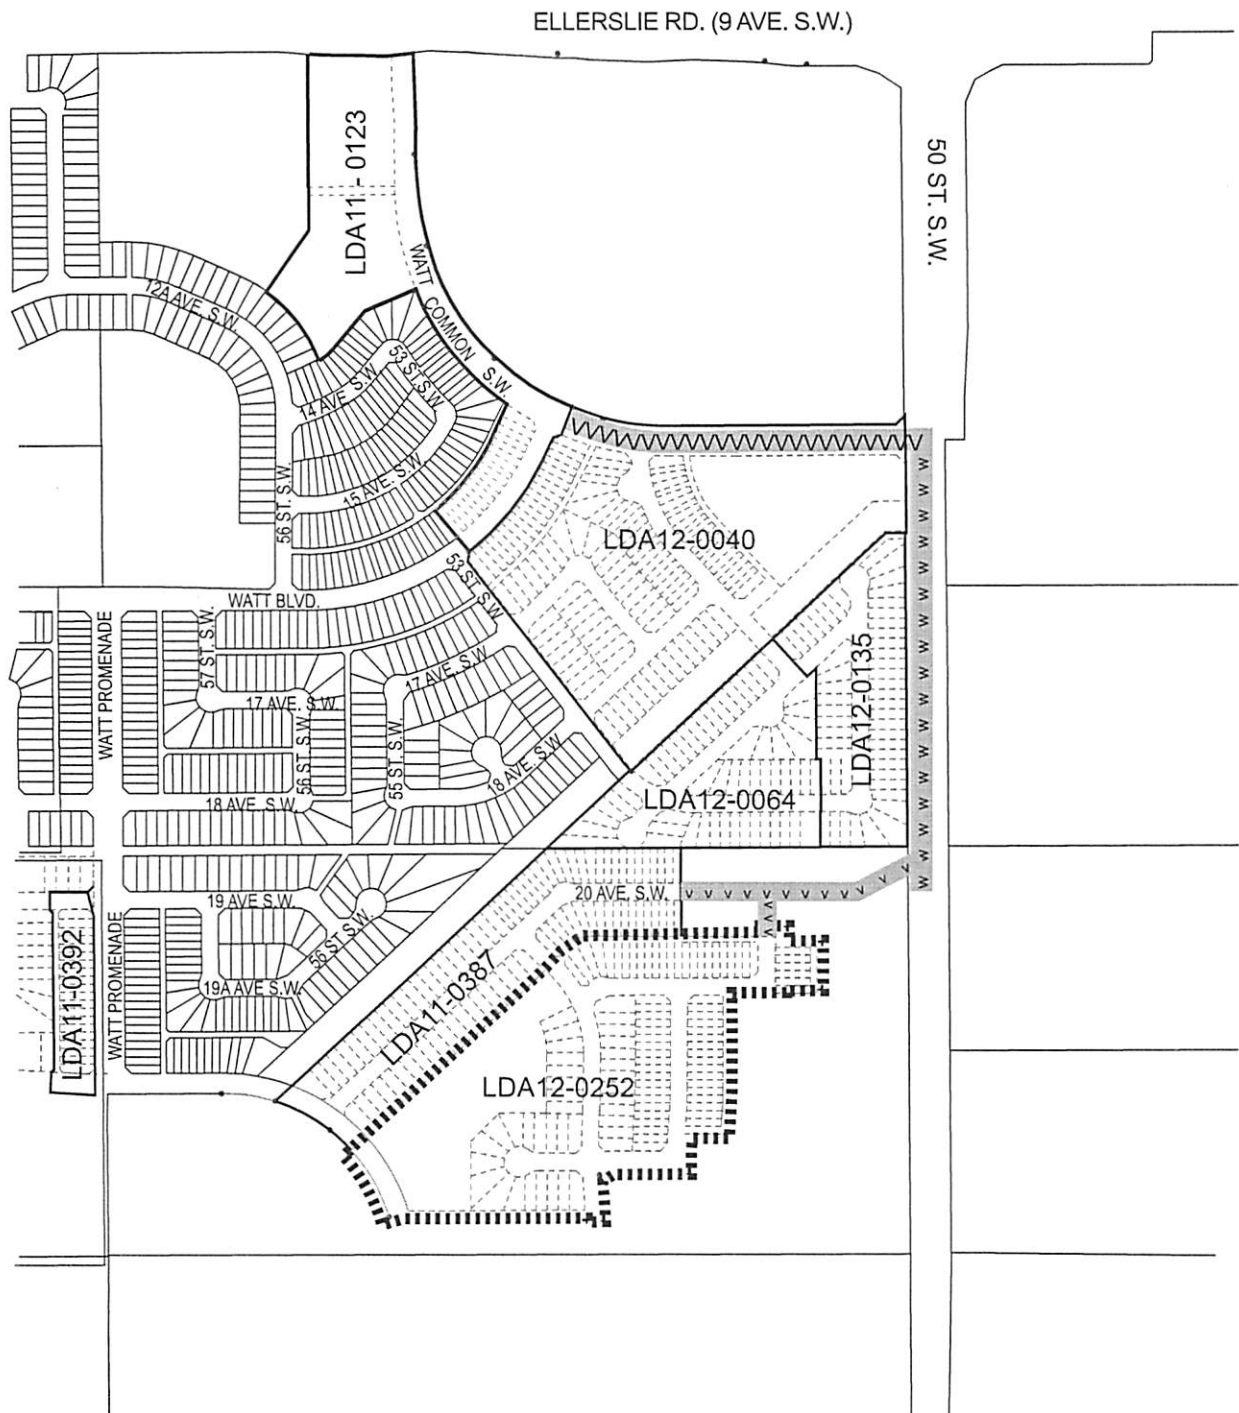 ELLERSLIE RD. (9 AVE. S.W.)
50 ST. S.W.
LDA11 - 0123
WATT COMMON S.W.
12A AVE. S.W.
53 ST. S.W.
14 AVE S.W.
15 AVE. S.W
56 ST. S.W.
LDA12-0040
53 ST. S.W.
WATT BLVD.
57 ST. S.W.
WATT PROMENADE
17 AVE. S.W
17 AVE. S.W.
LDA12-0135
56 ST. S.W.
55 ST. S.W.
18 AVE. S.W
LDA12-0064
18 AVE. S.W.
19 AVE S.W.
20 AVE. S.W.
56 ST S.W.
WATT PROMENADE
LDA11-0392
19A AVE S.W.
LDA11-0387
LDA12-0252